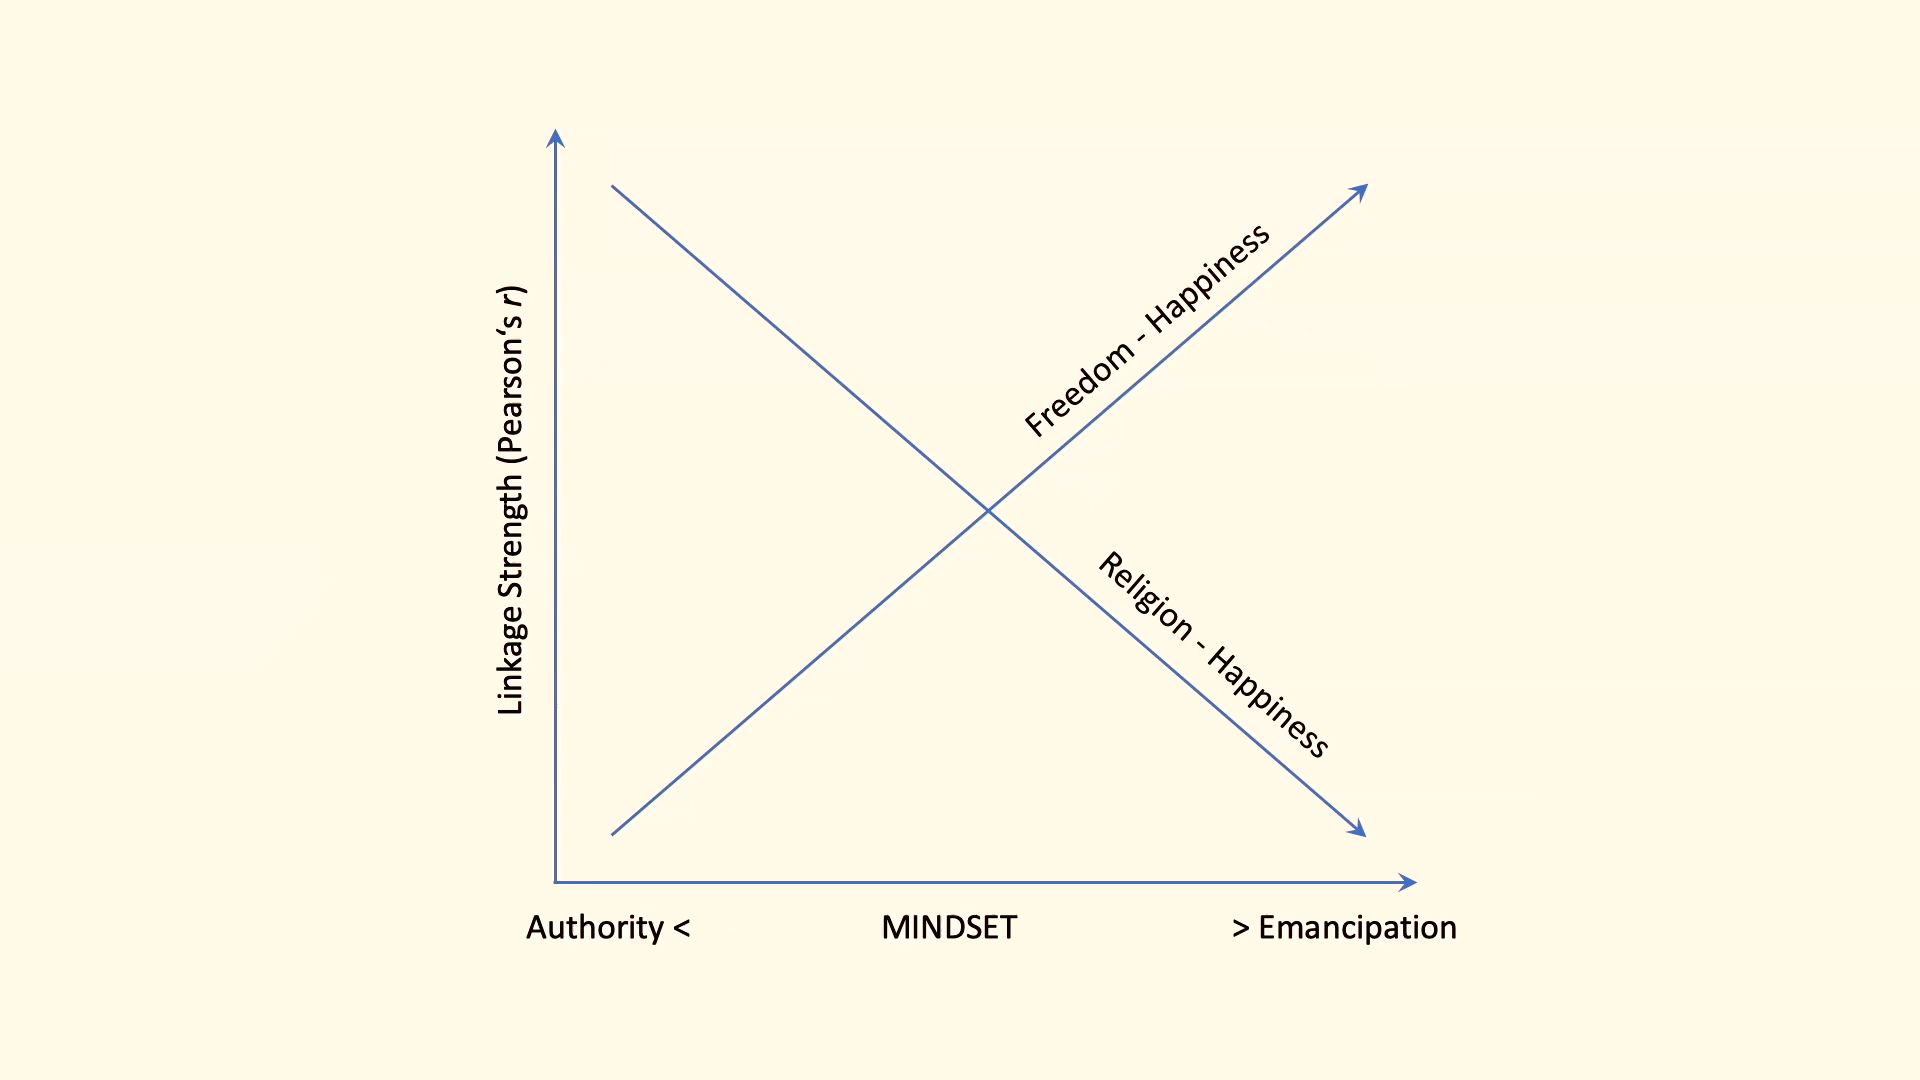 Linkage Strength (Pearson‘s r)
Freedom - Happiness
Religion - Happiness
Authority <
MINDSET
> Emancipation